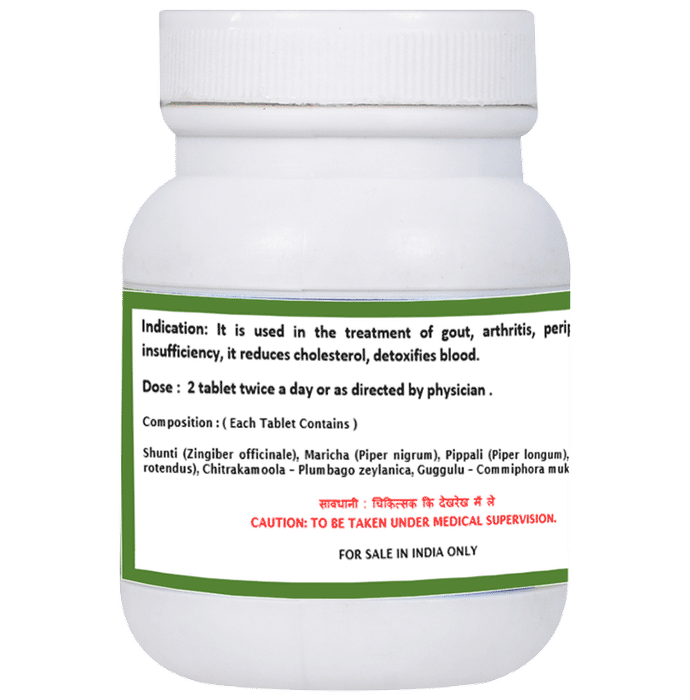 Indication: It is used in the treatment of gout, arthritis,
insufficiency, it reduces cholesterol, detoxifies blood.
Dose : 2 tablet twice a day or as directed by physician .
Composition : ( Each Tablet Contains )
Shunti (Zingiber officinale), Maricha (Piper nigrum), Pippali (Piper longum),
rotendus), Chitrakamoola – Plumbago zeylanica, Guggulu - Commiphora muk
सावधानी : चिकित्सक कि देखरेख में ले
CAUTION: TO BE TAKEN UNDER MEDICAL SUPERVISION.
FOR SALE IN INDIA ONLY